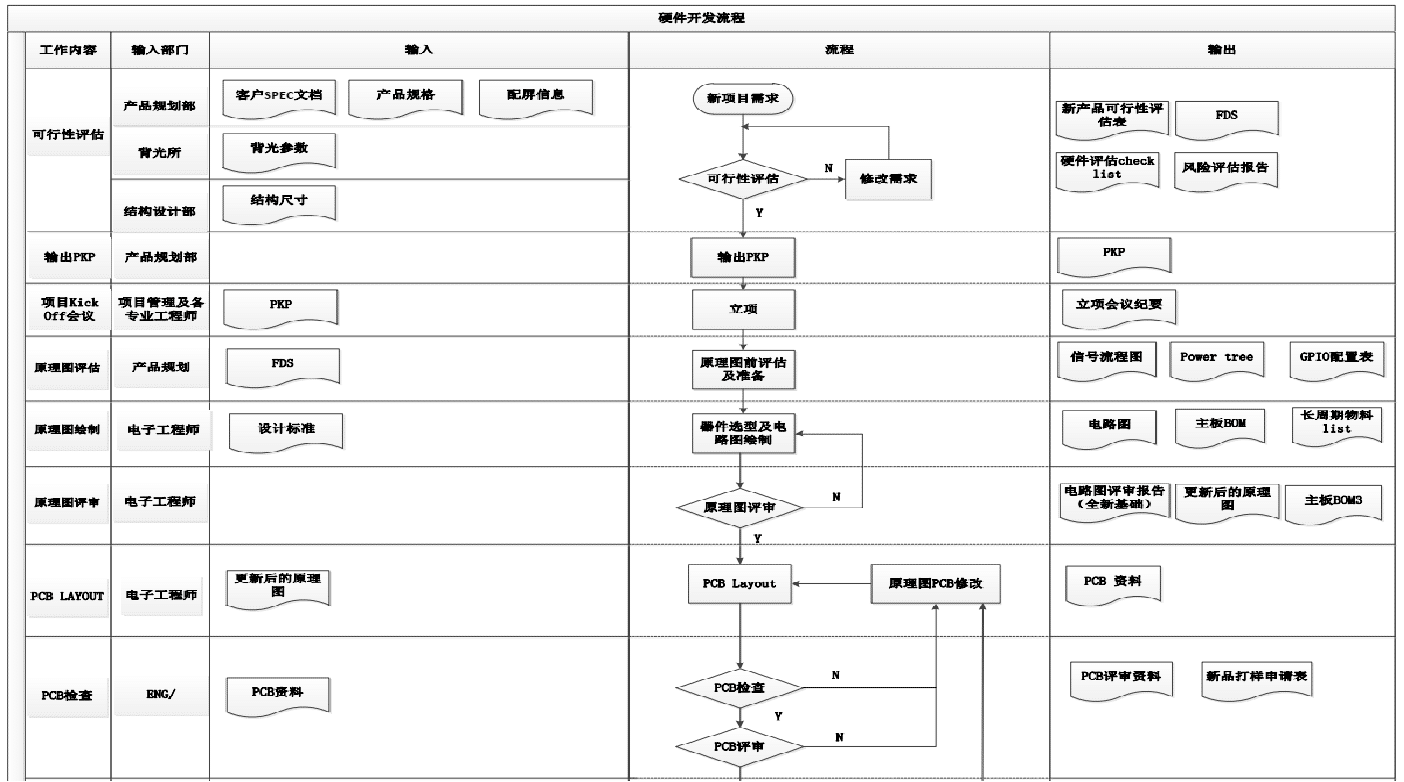 硬件开发流程
工作内容
输入部门
输入
流程
输出
可行性评估
产品规划部
客户SPEC文档
产品规格
配屏信息
背光所
背光参数
结构设计部
结构尺寸
新项目需求
可行性评估
N
修改需求
Y
新产品可行性评
估表
FDS
硬件评估check
list
风险评估报告
输出PKP
产品规划部
输出PKP
PKP
项目Kick
Off会议
项目管理及各
专业工程师
PKP
立项
立项会议纪要
原理图评估
产品规划
FDS
原理图前评估
及准备
信号流程图
Power tree
GPIO配置表
原理图绘制
电子工程师
设计标准
器件选型及电
路图绘制
电路图
主板BOM
长周期物料
list
原理图评审
电子工程师
原理图评审
N
Y
电路图评审报告
（全新基础）
更新后的原理
图
主板BOM3
PCB LAYOUT
电子工程师
更新后的原理
图
PCB Layout
原理图PCB修改
PCB 资料
PCB检查
ENG/
PCB资料
PCB检查
N
Y
PCB评审
N
PCB评审资料
新品打样申请表